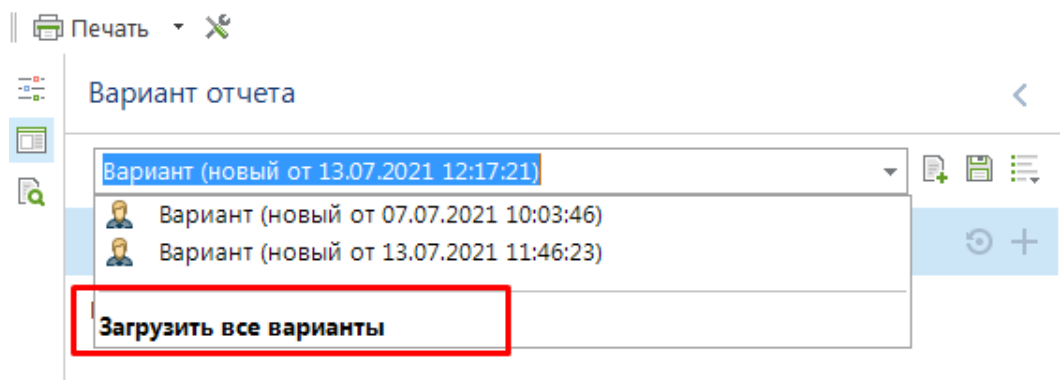 Печать
Вариант отчета
Вариант (новый от 13.07.2021 12:17:21)
Вариант (новый от 07.07.2021 10:03:46)
Вариант (новый от 13.07.2021 11:46:23)
Загрузить все варианты